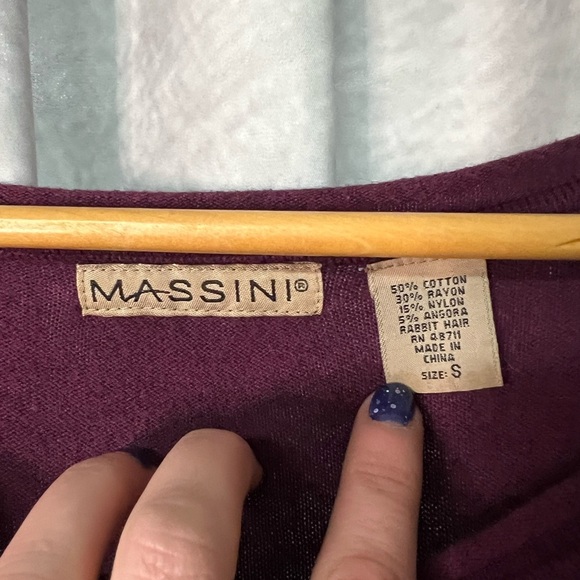 MASSINI®
50% COTTON
30% RAYON
15% NYLON
5% ANGORA
RABBIT HAIR
RN 48711
MADE IN
CHINA
SIZE: S